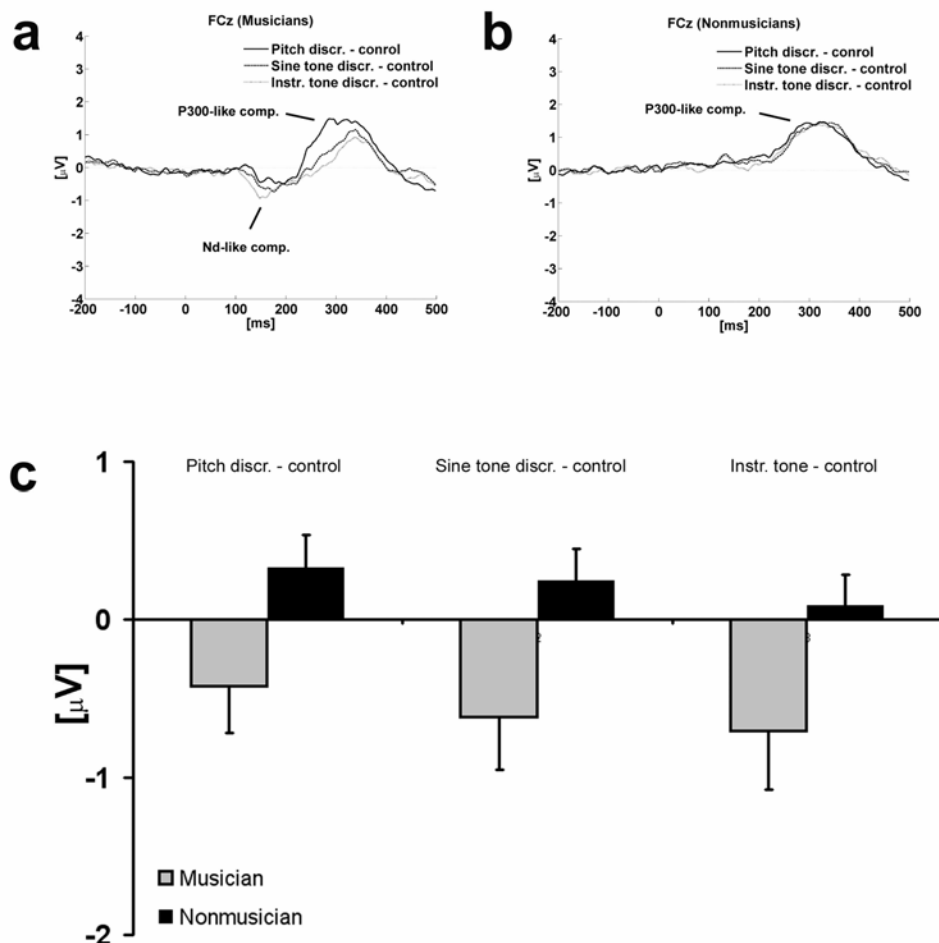 a
FCz (Musicians)
4
3
2
1
0
-1
-2
-3
-4
[µV]
Pitch discr. - conrol
Sine tone discr. - control
Instr. tone discr. - control
P300-like comp.
Nd-like comp.
-200
-100
0
100
200
300
400
500
[ms]
b
FCz (Nonmusicians)
4
3
2
1
0
-1
-2
-3
-4
[µV]
Pitch discr. - control
Sine tone discr. - control
Instr. tone discr. - control
P300-like comp.
-200
-100
0
100
200
300
400
500
[ms]
c
Pitch discr. - control
Sine tone discr. - control
Instr. tone - control
1
0
-1
-2
[µV]
Musician
Nonmusician